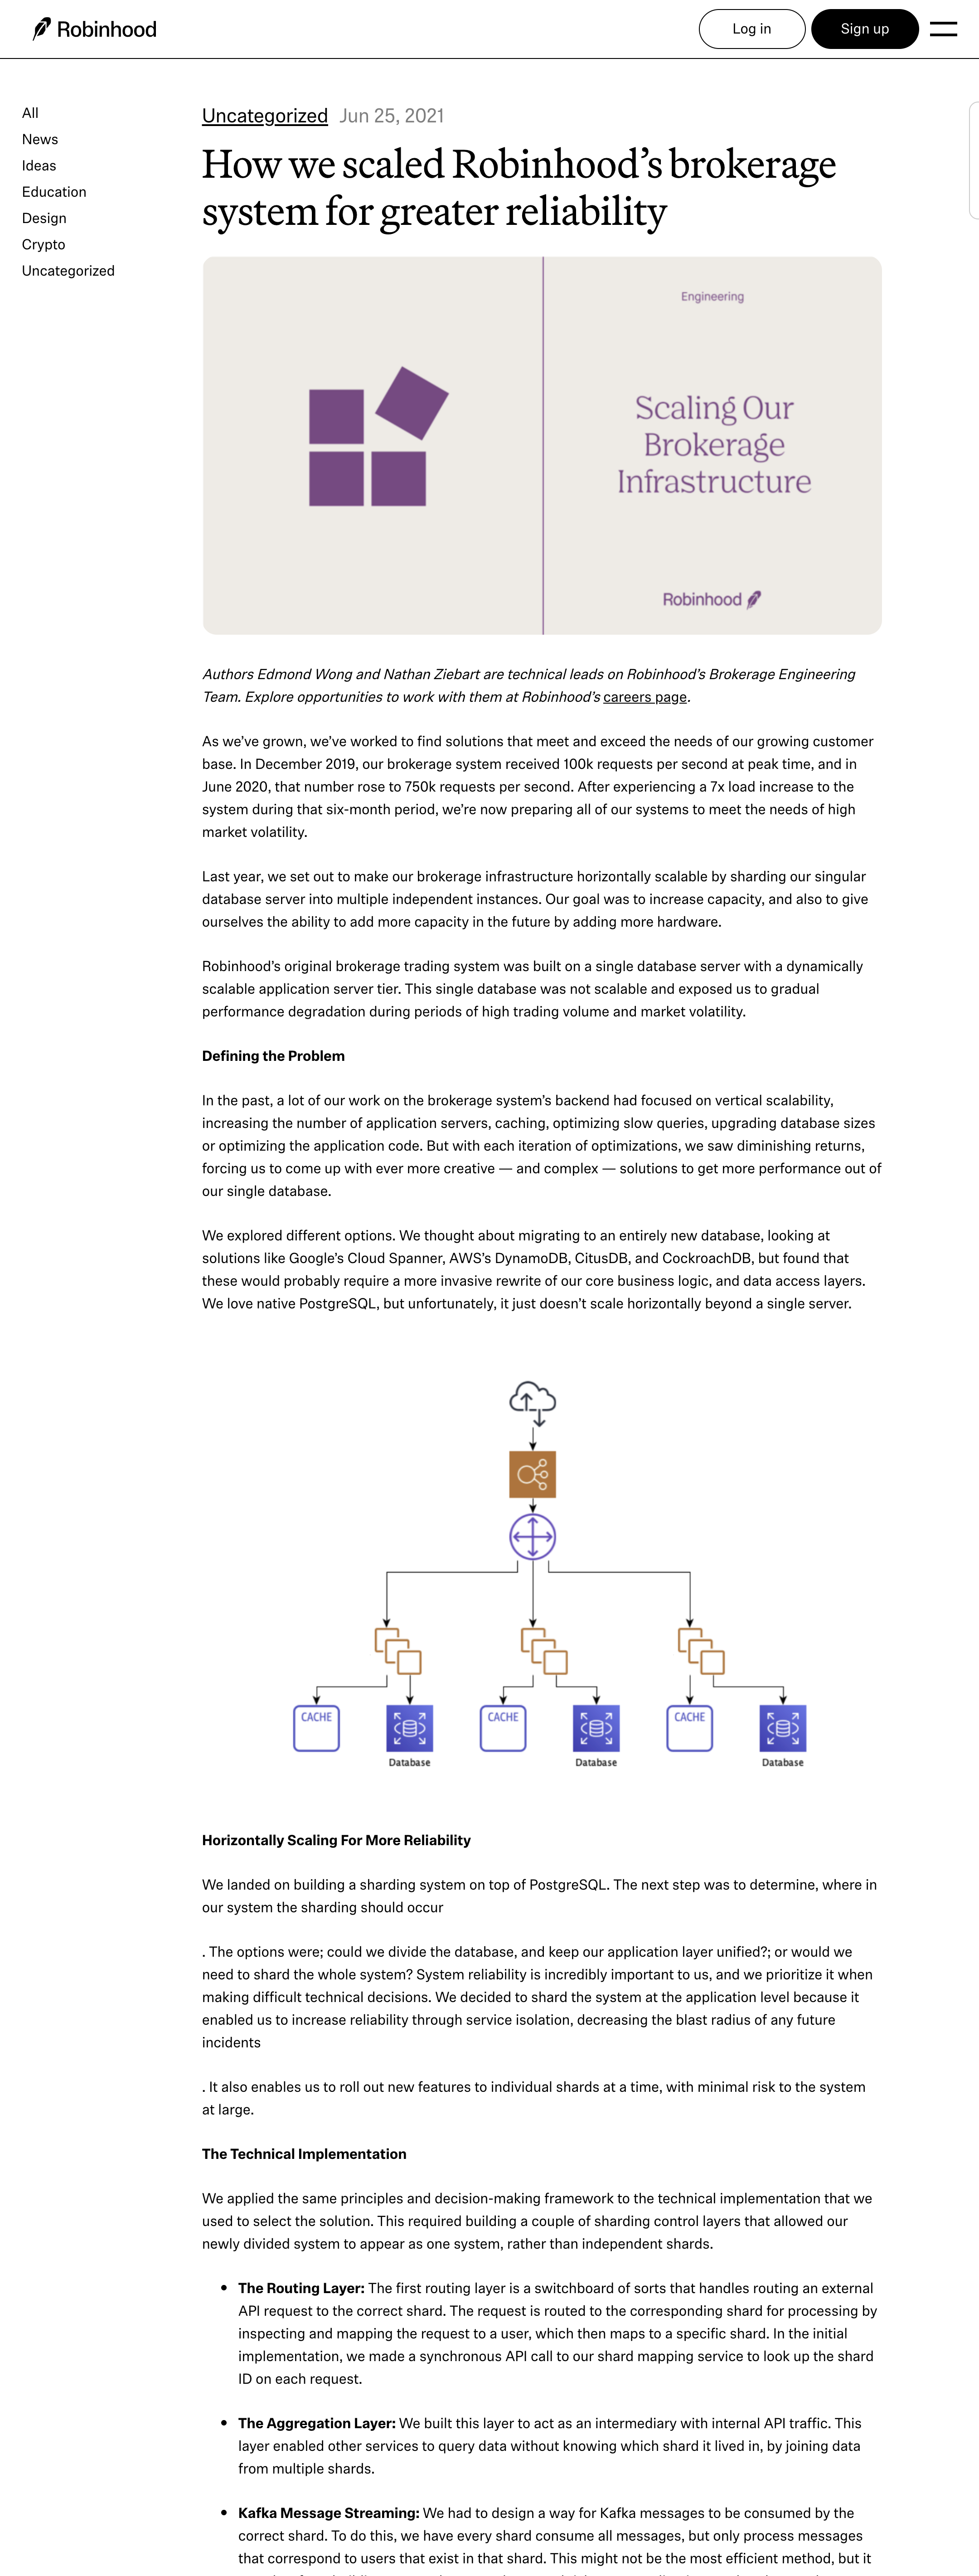 Robinhood
Log in
Sign up
All
News
Ideas
Education
Design
Crypto
Uncategorized
Uncategorized Jun 25, 2021
How we scaled Robinhood’s brokerage
system for greater reliability
Engineering
Scaling Our
Brokerage
Infrastructure
Robinhood
Authors Edmond Wong and Nathan Ziebart are technical leads on Robinhood’s Brokerage Engineering
Team. Explore opportunities to work with them at Robinhood’s careers page.
As we’ve grown, we’ve worked to find solutions that meet and exceed the needs of our growing customer
base. In December 2019, our brokerage system received 100k requests per second at peak time, and in
June 2020, that number rose to 750k requests per second. After experiencing a 7x load increase to the
system during that six-month period, we’re now preparing all of our systems to meet the needs of high
market volatility.
Last year, we set out to make our brokerage infrastructure horizontally scalable by sharding our singular
database server into multiple independent instances. Our goal was to increase capacity, and also to give
ourselves the ability to add more capacity in the future by adding more hardware.
Robinhood’s original brokerage trading system was built on a single database server with a dynamically
scalable application server tier. This single database was not scalable and exposed us to gradual
performance degradation during periods of high trading volume and market volatility.
Defining the Problem
In the past, a lot of our work on the brokerage system’s backend had focused on vertical scalability,
increasing the number of application servers, caching, optimizing slow queries, upgrading database sizes
or optimizing the application code. But with each iteration of optimizations, we saw diminishing returns,
forcing us to come up with ever more creative — and complex — solutions to get more performance out of
our single database.
We explored different options. We thought about migrating to an entirely new database, looking at
solutions like Google’s Cloud Spanner, AWS’s DynamoDB, CitusDB, and CockroachDB, but found that
these would probably require a more invasive rewrite of our core business logic, and data access layers.
We love native PostgreSQL, but unfortunately, it just doesn’t scale horizontally beyond a single server.
CACHE
CACHE
CACHE
Database
Database
Database
Horizontally Scaling For More Reliability
We landed on building a sharding system on top of PostgreSQL. The next step was to determine, where in
our system the sharding should occur
. The options were; could we divide the database, and keep our application layer unified?; or would we
need to shard the whole system? System reliability is incredibly important to us, and we prioritize it when
making difficult technical decisions. We decided to shard the system at the application level because it
enabled us to increase reliability through service isolation, decreasing the blast radius of any future
incidents
. It also enables us to roll out new features to individual shards at a time, with minimal risk to the system
at large.
The Technical Implementation
We applied the same principles and decision-making framework to the technical implementation that we
used to select the solution. This required building a couple of sharding control layers that allowed our
newly divided system to appear as one system, rather than independent shards.
• The Routing Layer: The first routing layer is a switchboard of sorts that handles routing an external
API request to the correct shard. The request is routed to the corresponding shard for processing by
inspecting and mapping the request to a user, which then maps to a specific shard. In the initial
implementation, we made a synchronous API call to our shard mapping service to look up the shard
ID on each request.
• The Aggregation Layer: We built this layer to act as an intermediary with internal API traffic. This
layer enabled other services to query data without knowing which shard it lived in, by joining data
from multiple shards.
• Kafka Message Streaming: We had to design a way for Kafka messages to be consumed by the
correct shard. To do this, we have every shard consume all messages, but only process messages
that correspond to users that exist in that shard. This might not be the most efficient method, but it